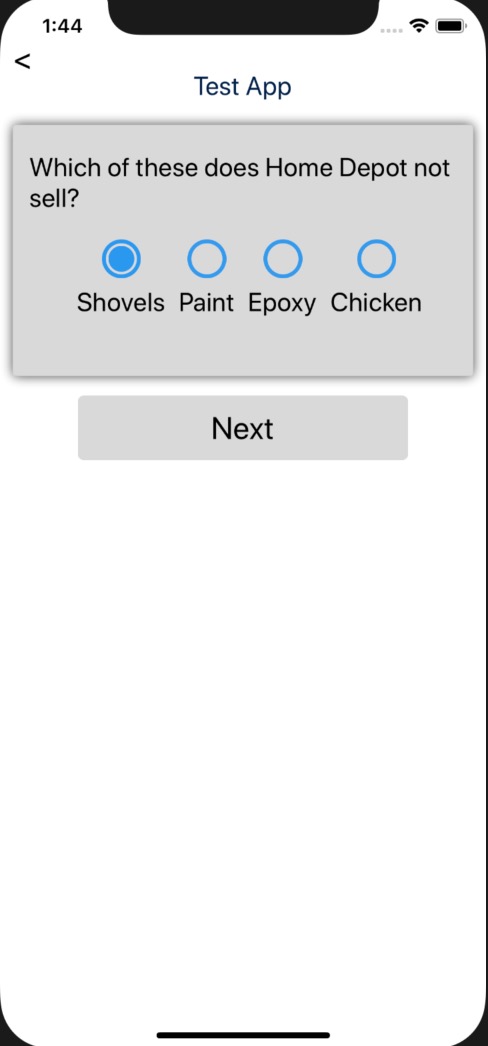 1:44
<
Test App
Which of these does Home Depot not
sell?
Shovels Paint Epoxy Chicken
Next